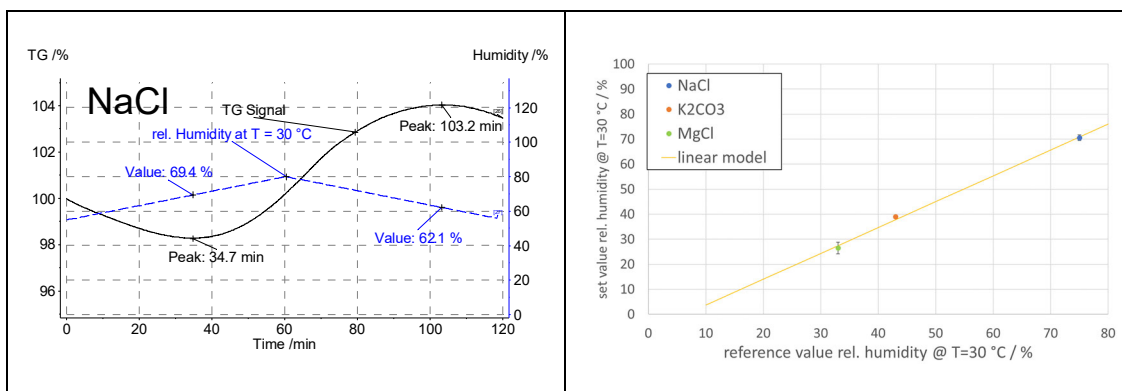 TG /%
Humidity /%
NaCl
104
102
100
98
96
120
100
80
60
40
20
0
TG Signal
Peak: 103.2 min
rel. Humidity at T = 30 °C
Value: 69.4 %
Value: 62.1 %
Peak: 34.7 min
0 20 40 60 80 100 120
Time /min
100
90
80
70
60
50
40
30
20
10
0
NaCl
K2CO3
MgCl
linear model
set value rel. humidity @ T=30 °C / %
0 10 20 30 40 50 60 70 80
reference value rel. humidity @ T=30 °C / %